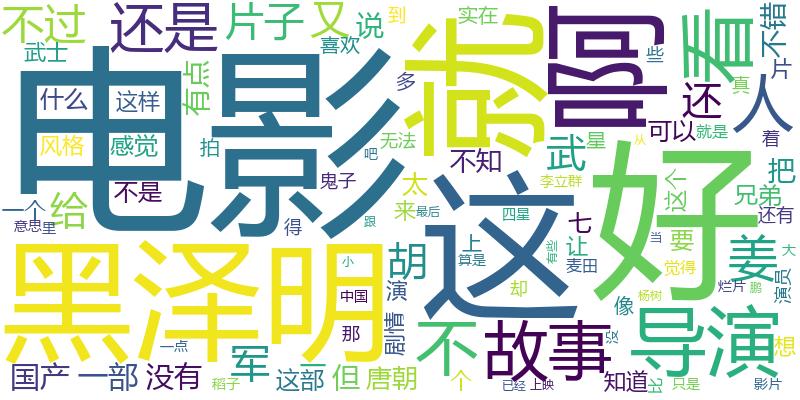 不过
还是
片子
又
说
到
实在
些
片
不错
武士
喜欢
电影
就
啊
看
什么
这样
有点
多
还
真
人
风格
感觉
拍
吧
无法
星
可以
就是
着
不是
鬼子
不知
武
从
把
一个
给
太
李立群
这个
兄弟
意思
里
得
跟
来
最后
四星
七
好
还有
这
上
让
有些
当
要
姜
大
黑泽明
小
胡
算是
麦田
觉得
中国
演
却
像
杨树
烂片
鹏
演员
那
剧情
不
故事
没
导演
想
一点
军
国产
一部
没有
稻子
这部
但
唐朝
个
已经
上映
知道
比
只是
影片